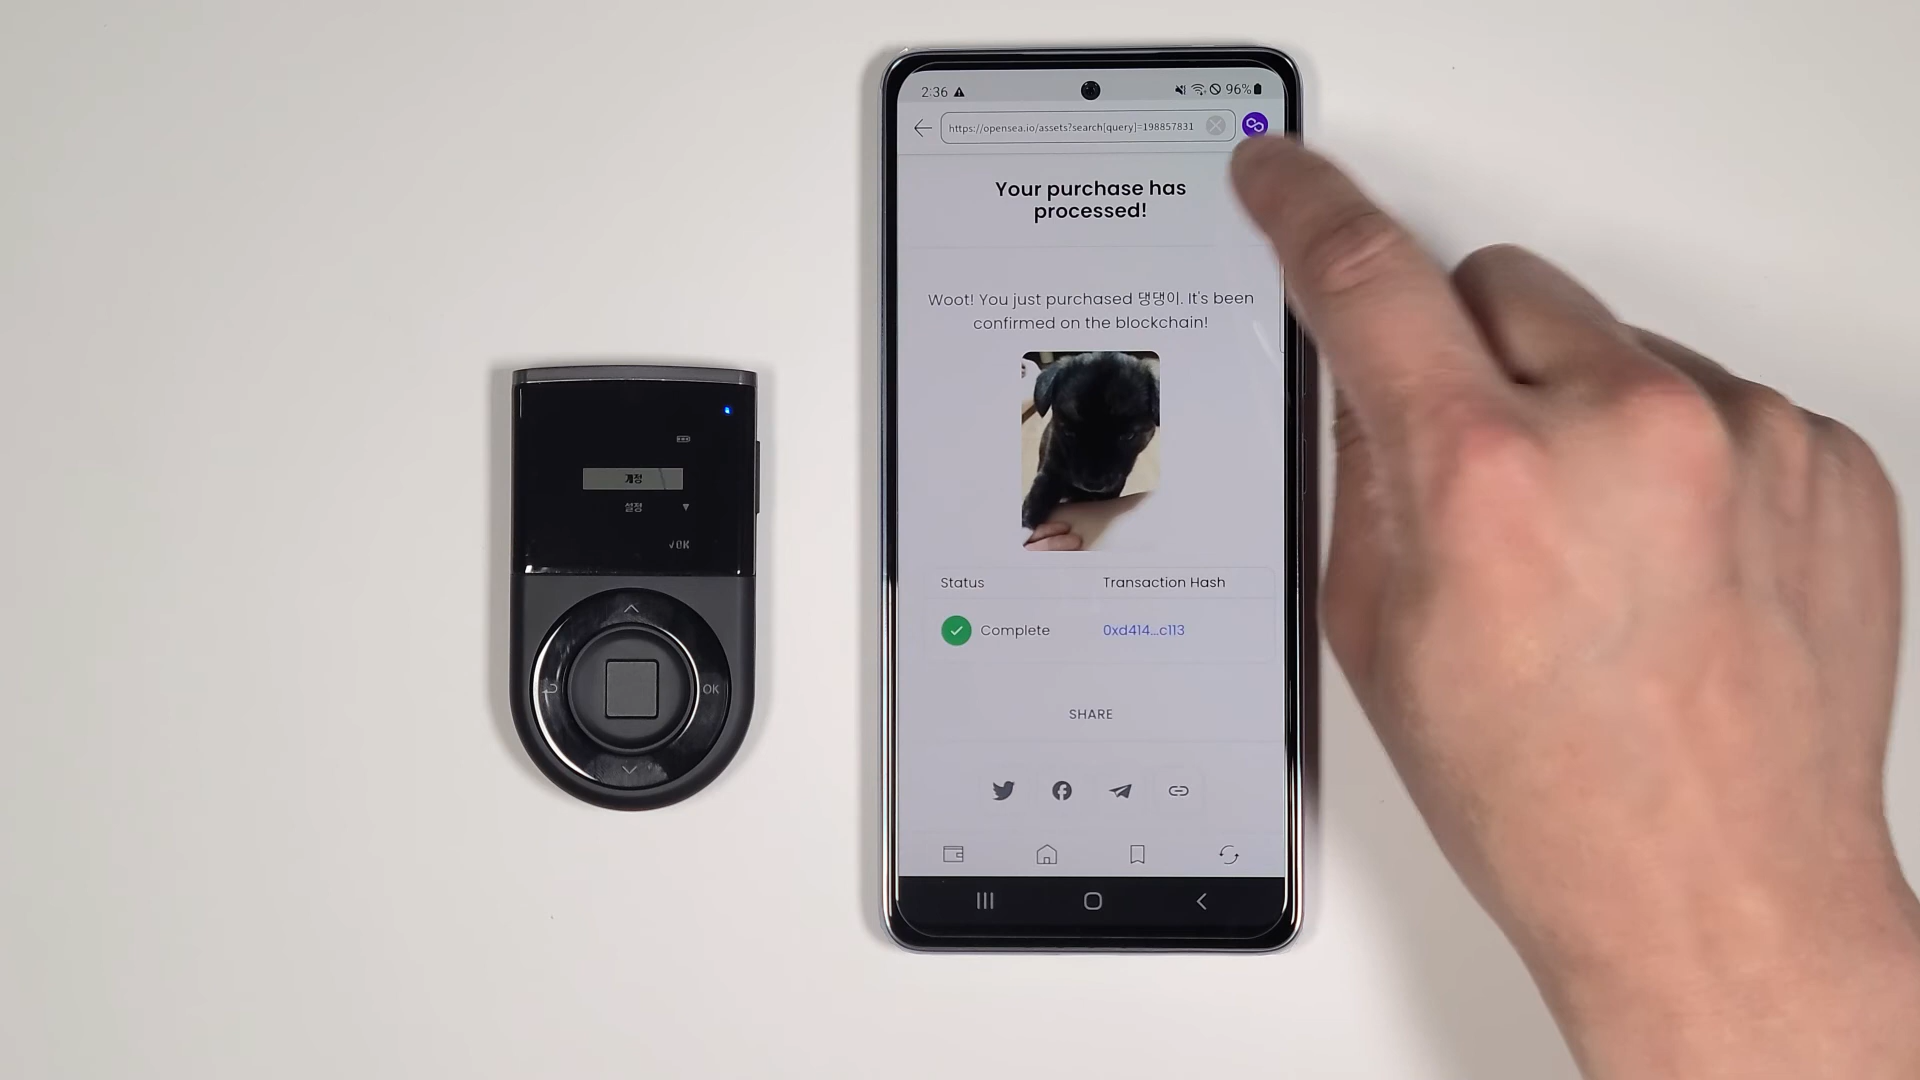 2:36
96%
https://opensea.io/assets?search[query]=198857831
Your purchase has
processed!
Woot! You just purchased 댕댕이. It's been
confirmed on the blockchain!
Status Transaction Hash
Complete 0xd414...c113
SHARE
계정
설정
√OK
OK